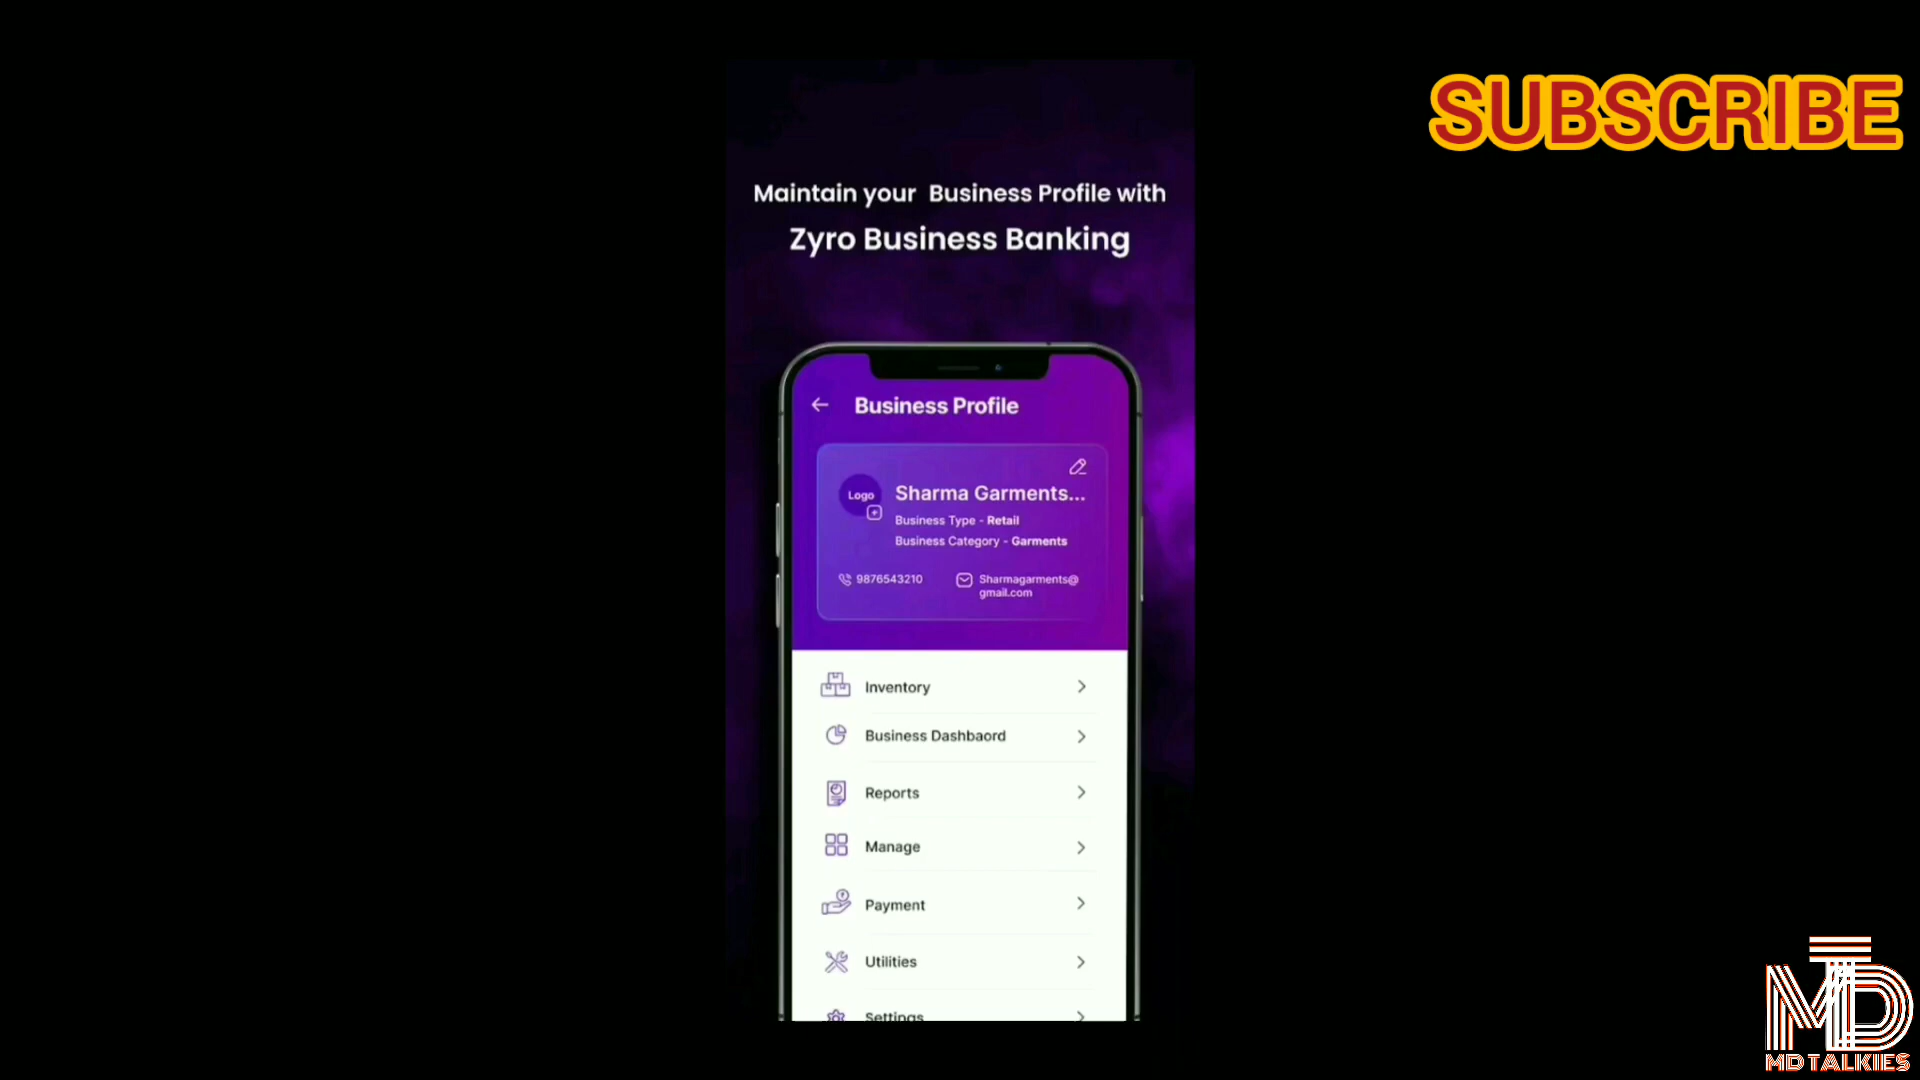 SUBSCRIBE
Maintain your Business Profile with
Zyro Business Banking
Business Profile
Logo
Sharma Garments...
Business Type - Retail
Business Category - Garments
9876543210
Sharmagarments@
gmail.com
Inventory
Business Dashbaord
Reports
Manage
Payment
Utilities
Settings
MTD
MD TALKIES